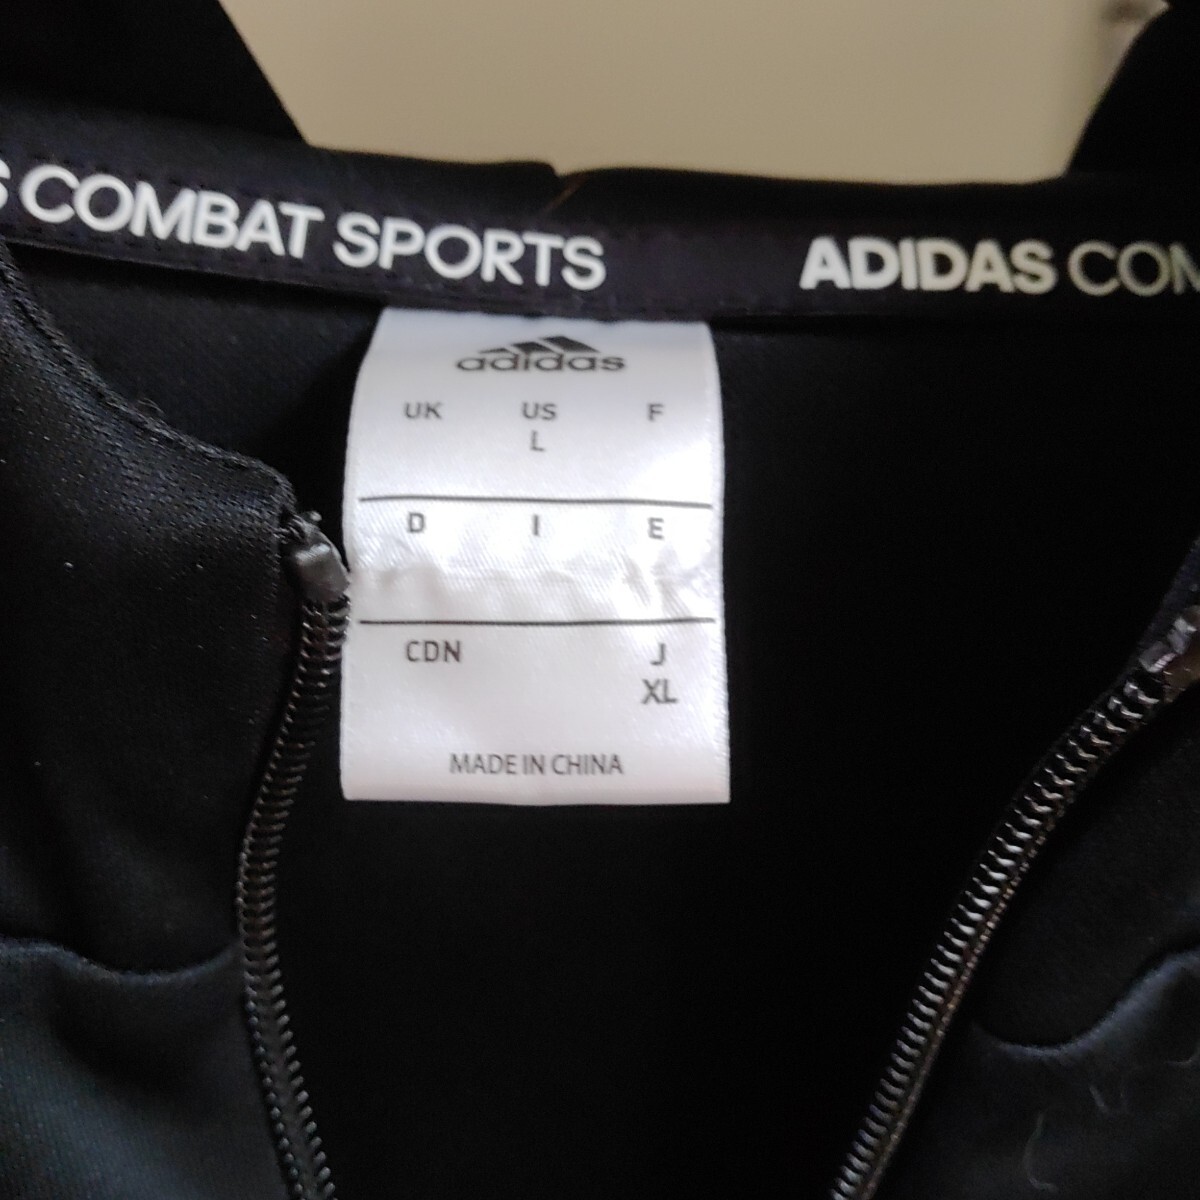 S COMBAT SPORTS
ADIDAS COM
adidas
UK US F
L
D I E
CDN J
XL
MADE IN CHINA